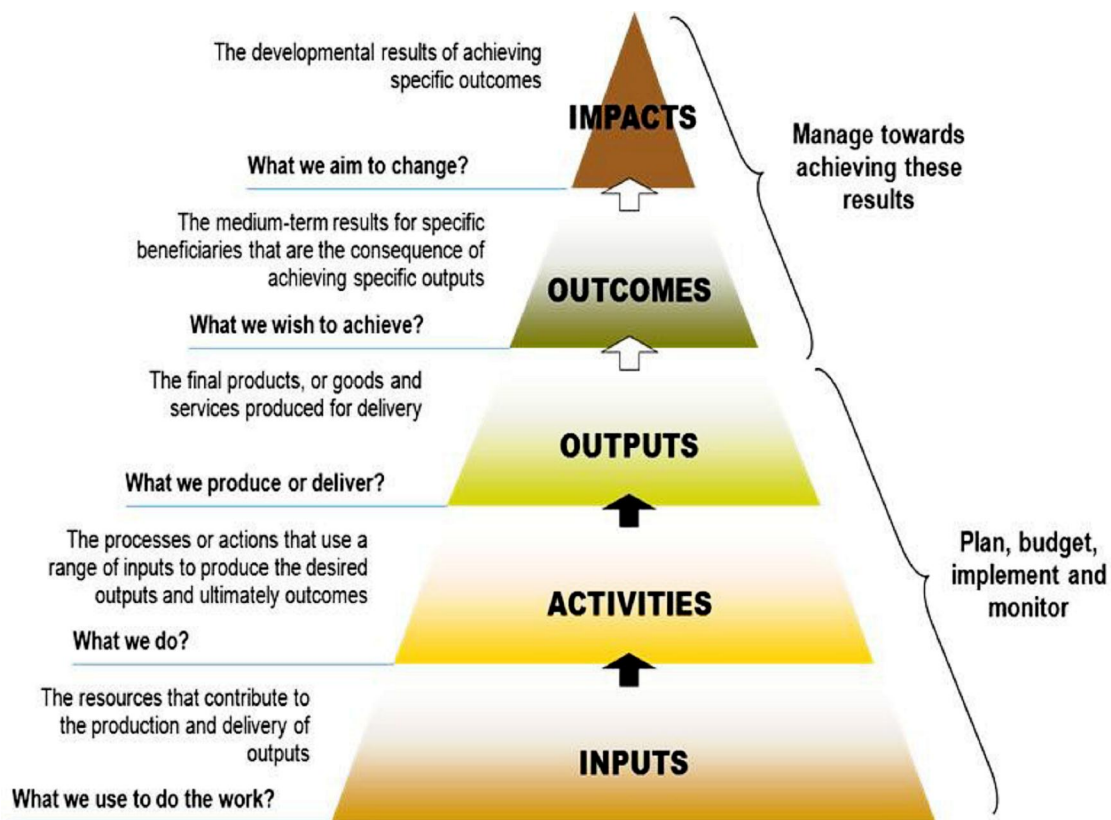 The developmental results of achieving
specific outcomes
IMPACTS
What we aim to change?
Manage towards
achieving these
results
The medium-term results for specific
beneficiaries that are the consequence of
achieving specific outputs
OUTCOMES
What we wish to achieve?
The final products, or goods and
services produced for delivery
OUTPUTS
What we produce or deliver?
The processes or actions that use a
range of inputs to produce the desired
outputs and ultimately outcomes
ACTIVITIES
What we do?
Plan, budget,
implement and
monitor
The resources that contribute to
the production and delivery of
outputs
INPUTS
What we use to do the work?